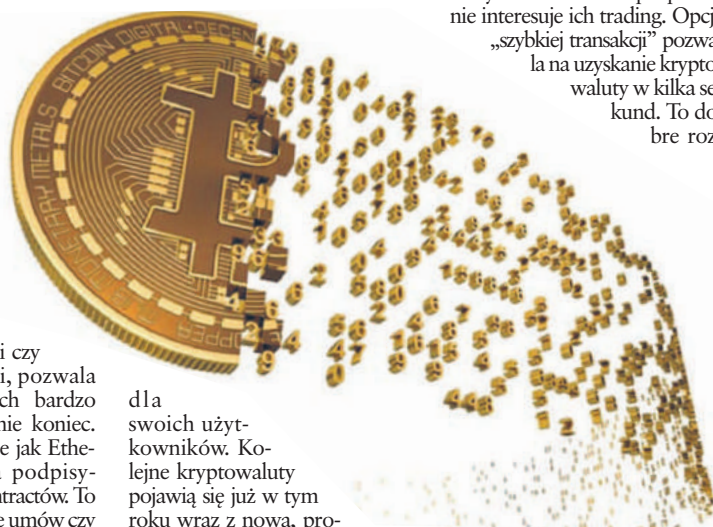 nie interesuje ich trading. Opcj
„szybkiej transakcji” pozwa
la na uzyskanie krypto
waluty w kilka se
kund. To do
bre roz
BITCOIN DIGITAL • DECEN
METALS
MONETARY
i czy
i, pozwala
ch bardzo
nie koniec.
e jak Ethe-
podpisy-
ntractów. To
e umów czy
dla
swoich użyt-
kowników. Ko-
lejne kryptowaluty
pojawią się już w tym
roku wraz z nową, pro-